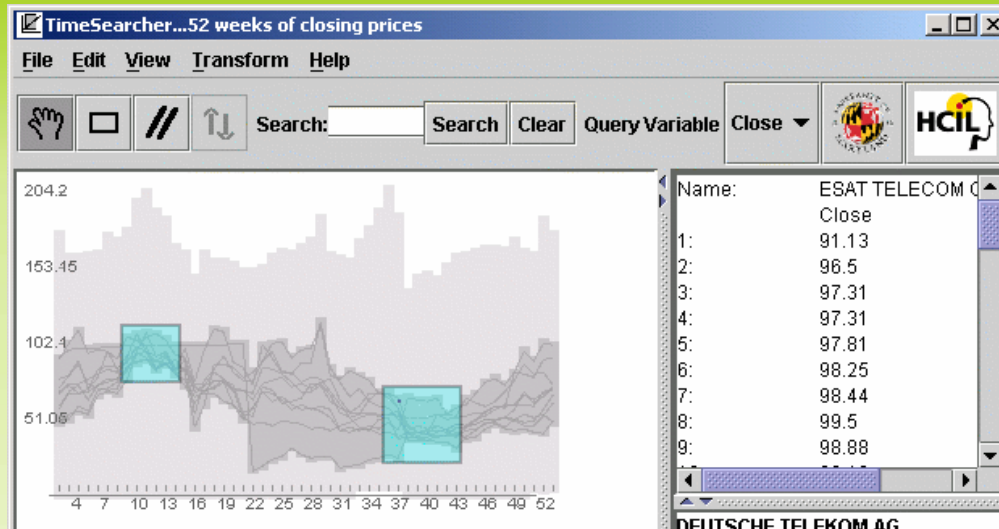 TimeSearcher...52 weeks of closing prices
File Edit View Transform Help
Search: Search Clear Query Variable Close HCIL
204.2
153.45
102.4
51.05
4 7 10 13 16 19 22 25 28 31 34 37 40 43 46 49 52
Name: ESAT TELECOM
Close
1: 91.13
2: 96.5
3: 97.31
4: 97.31
5: 97.81
6: 98.25
7: 98.44
8: 99.5
9: 98.88
DEUTSCHE TELEKOM AG